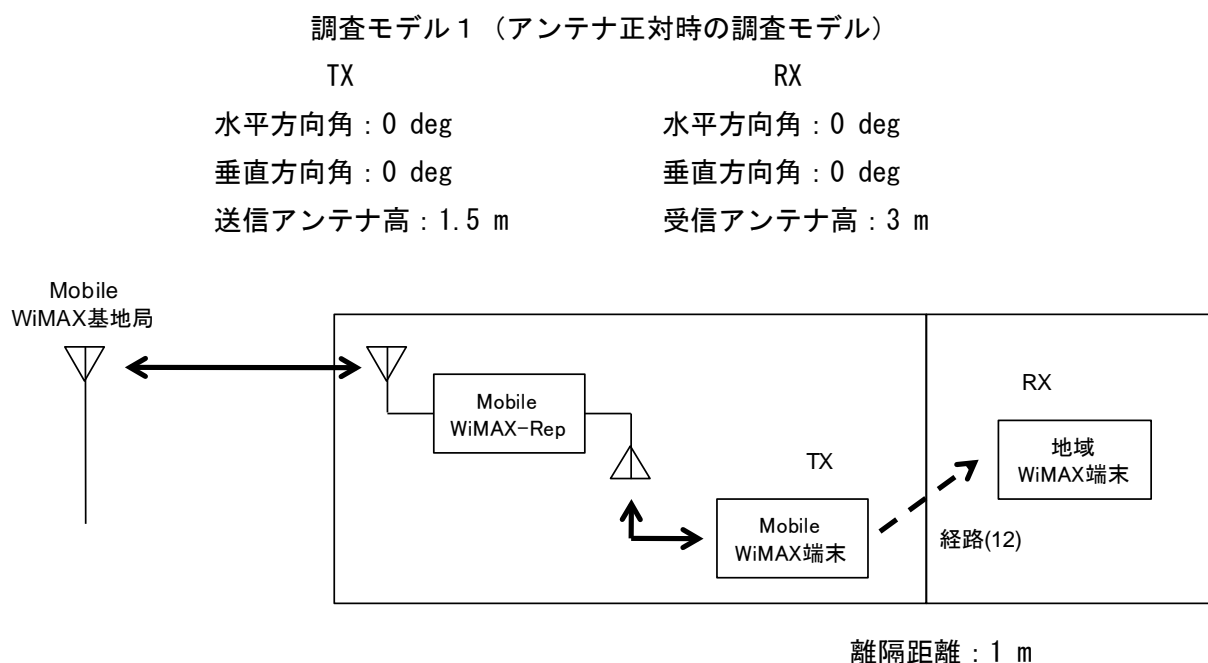 調査モデル１（アンテナ正対時の調査モデル）
TX
水平方向角：0 deg
垂直方向角：0 deg
送信アンテナ高：1.5 m
RX
水平方向角：0 deg
垂直方向角：0 deg
受信アンテナ高：3 m
Mobile
WiMAX基地局
Mobile
WiMAX-Rep
TX
Mobile
WiMAX端末
RX
地域
WiMAX端末
経路(12)
離隔距離：1 m